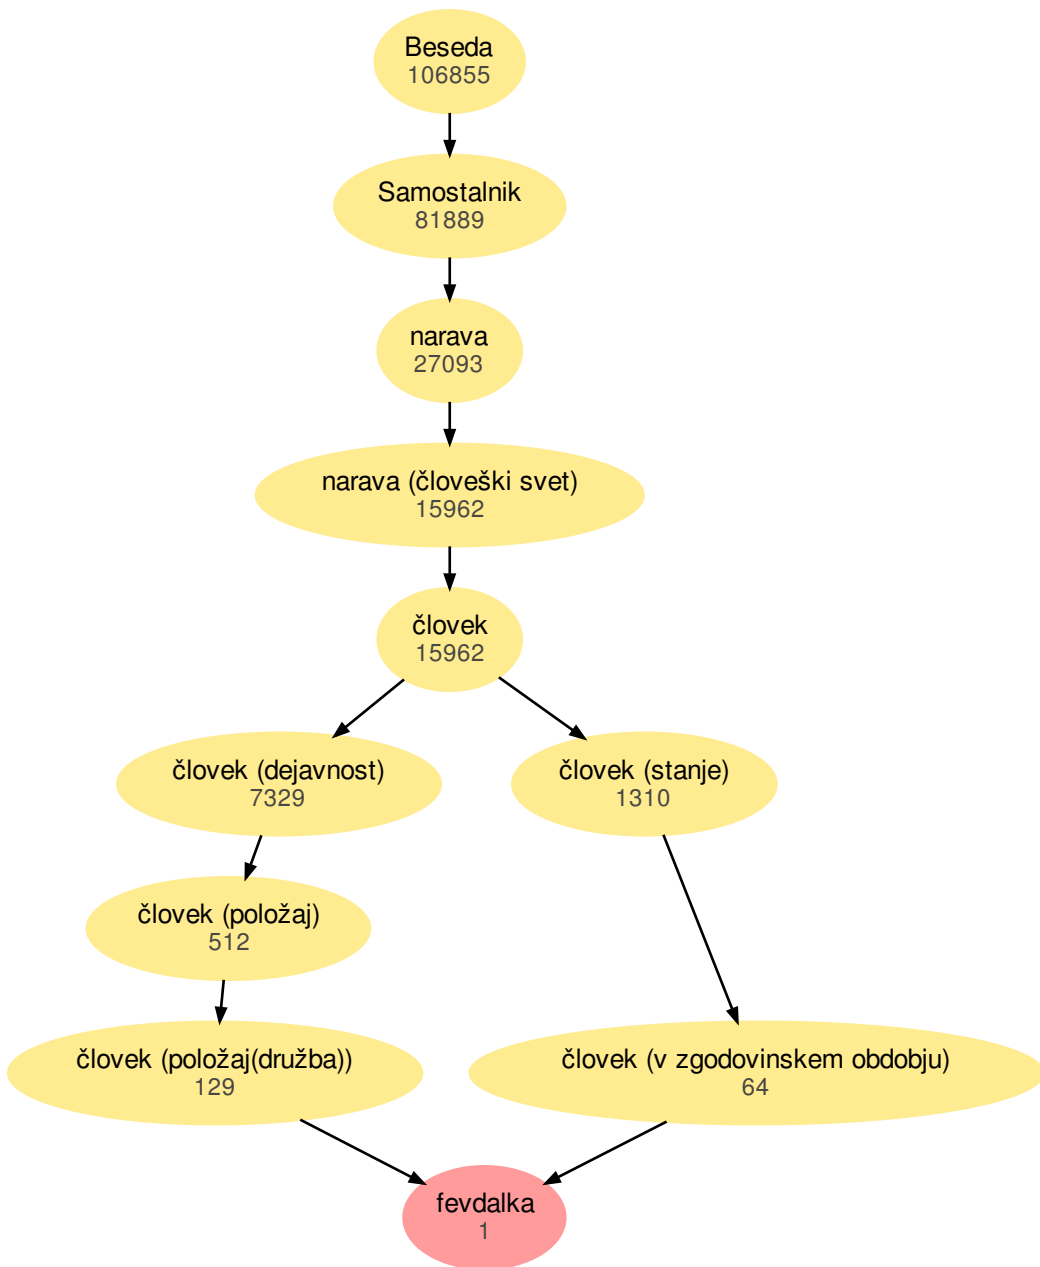 Beseda
106855
Samostalnik
81889
narava
27093
narava (človeški svet)
15962
človek
15962
človek (dejavnost)
7329
človek (stanje)
1310
človek (položaj)
512
človek (položaj(družba))
129
človek (v zgodovinskem obdobju)
64
fevdalka
1